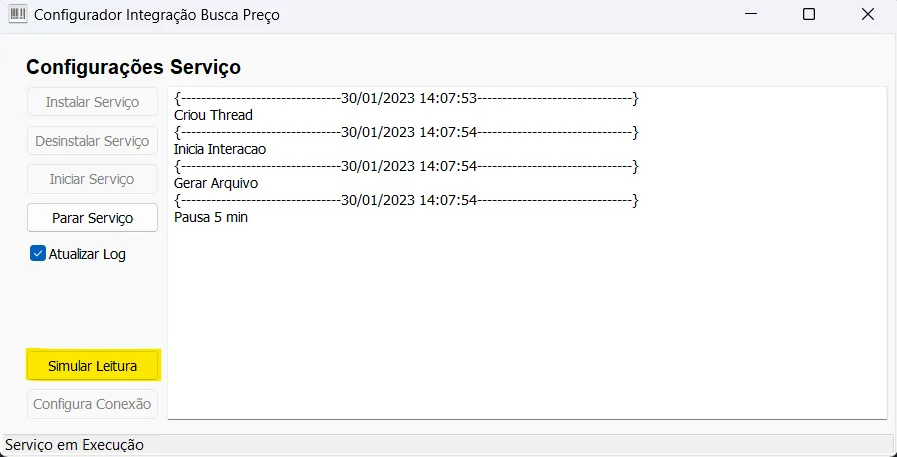 Configurador Integração Busca Preço
Configurações Serviço
Instalar Serviço
Desinstalar Serviço
Iniciar Serviço
Parar Serviço
Atualizar Log
Simular Leitura
Configura Conexão
{--------------------------------30/01/2023 14:07:53-------------------------------}
Criou Thread
{--------------------------------30/01/2023 14:07:54-------------------------------}
Inicia Interacao
{--------------------------------30/01/2023 14:07:54-------------------------------}
Gerar Arquivo
{--------------------------------30/01/2023 14:07:54-------------------------------}
Pausa 5 min
Serviço em Execução